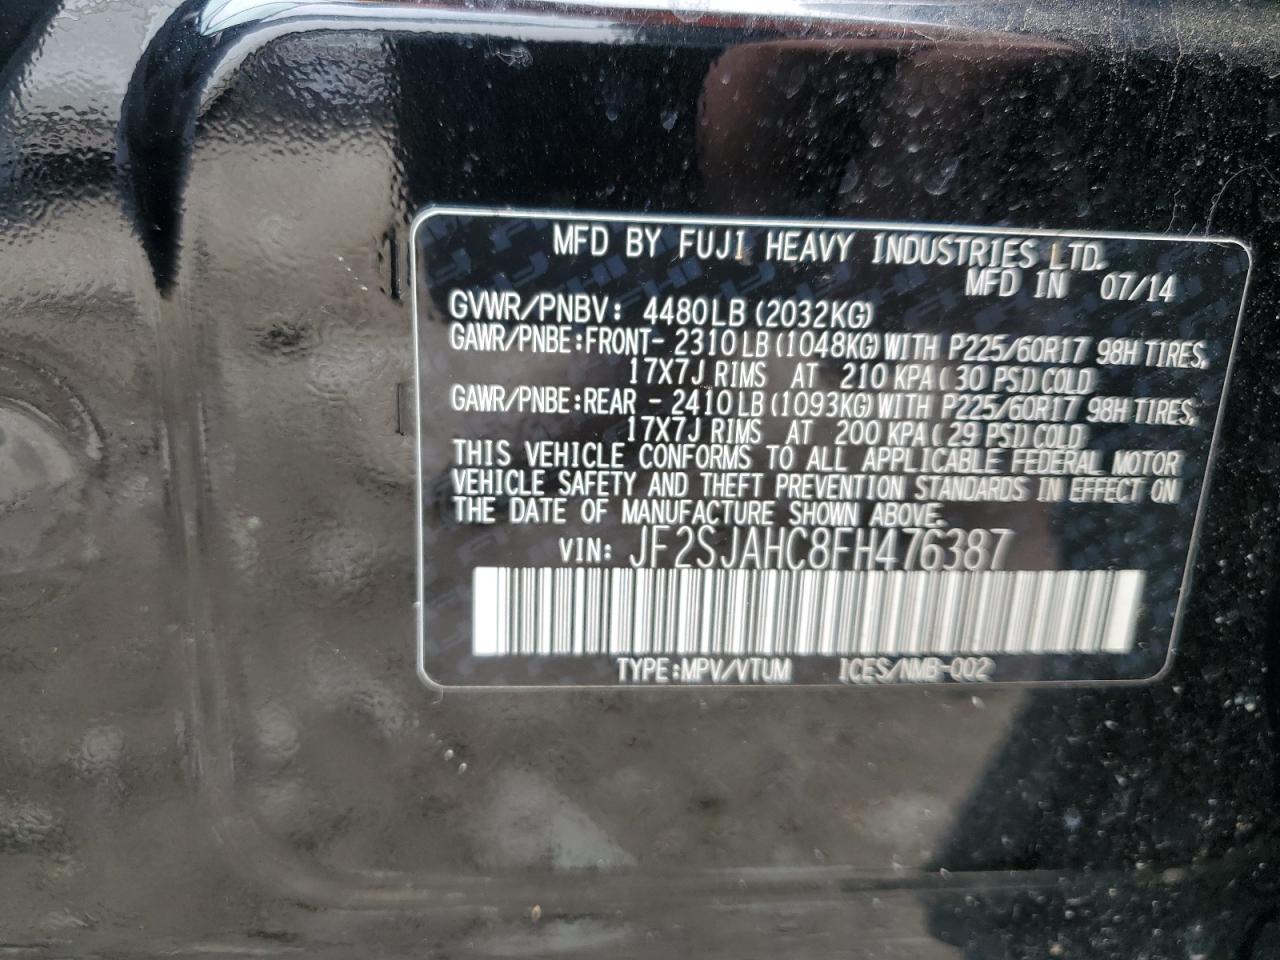 MFD BY FUJI HEAVY INDUSTRIES LTD.
MFD IN 07/14
GVWR/PNBV: 4480LB (2032KG)
GAWR/PNBE:FRONT- 2310LB (1048KG)WITH P225/60R17 98H TIRES,
17X7J RIMS AT 210 KPA( 30 PSI)COLD
GAWR/PNBE:REAR - 2410LB(1093KG)WITH P225/60R17 98H TIRES,
17X7J RIMS AT 200 KPA( 29 PSI)COLD
THIS VEHICLE CONFORMS TO ALL APPLICABLE FEDERAL MOTOR
VEHICLE SAFETY AND THEFT PREVENTION STANDARDS IN EFFECT ON
THE DATE OF MANUFACTURE SHOWN ABOVE.
VIN: JF2SJAHC8FH476387
TYPE:MPV/VTUM ICES/NMB-002